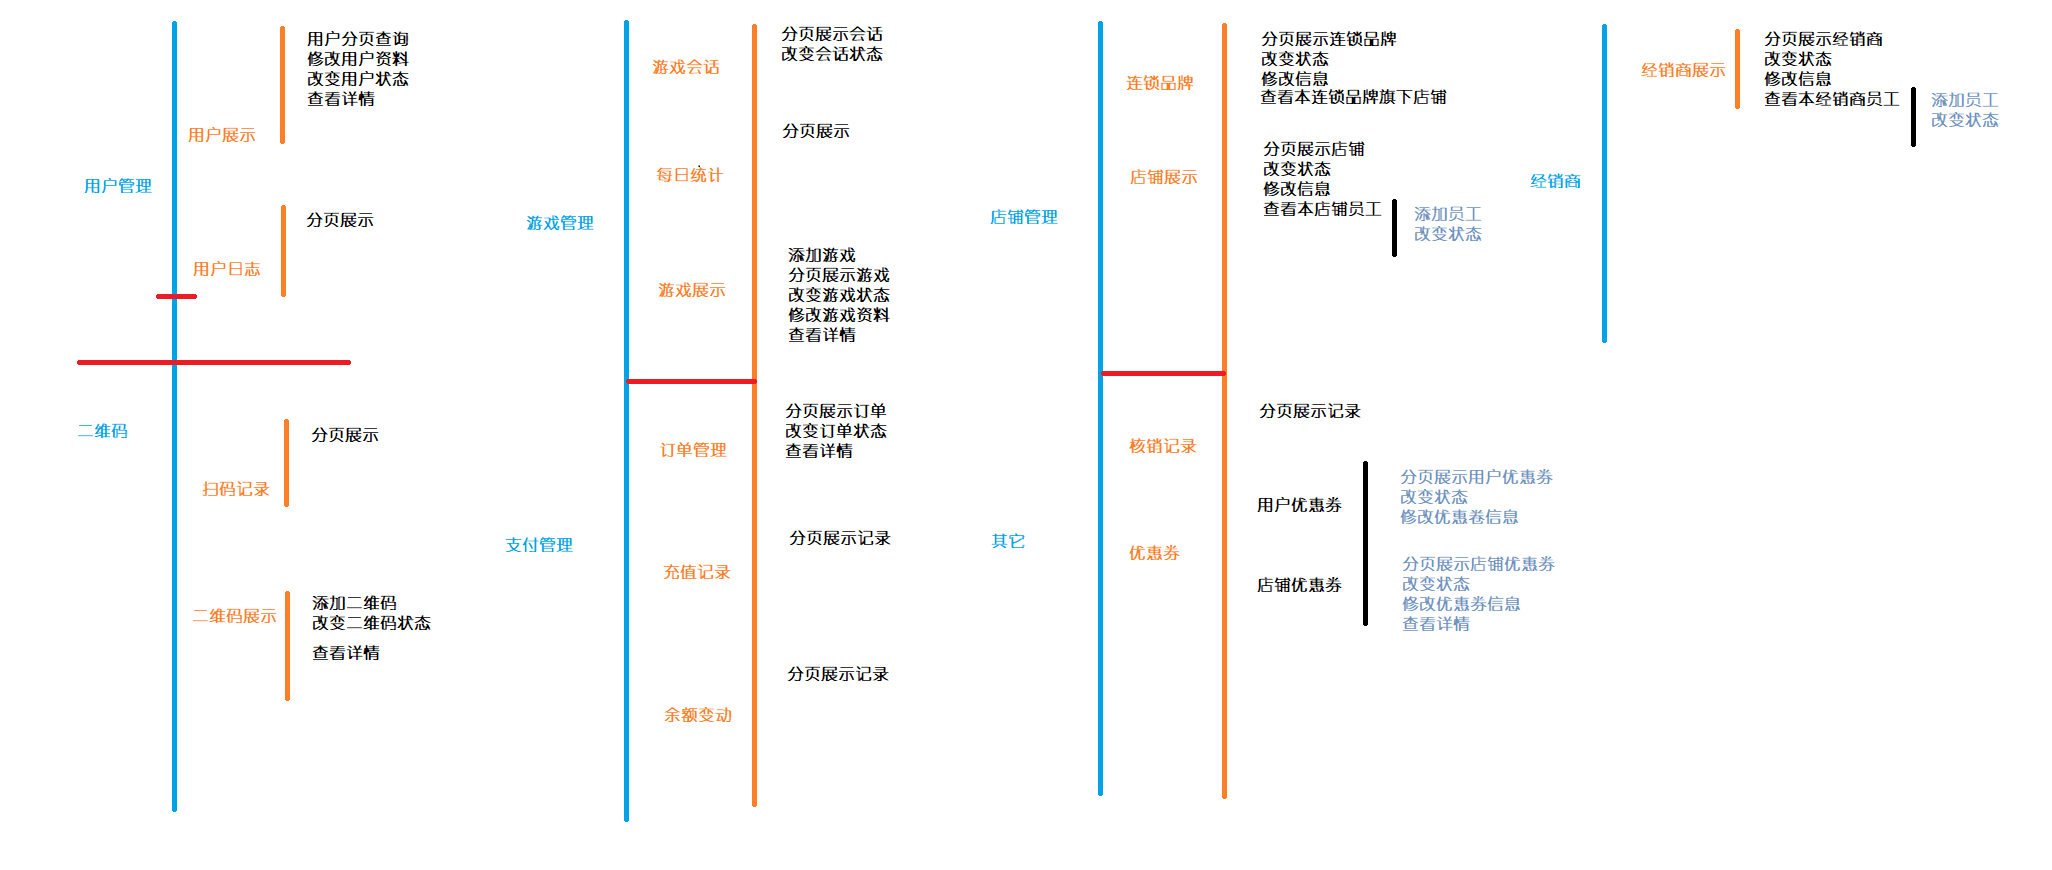 用户管理
用户展示
用户分页查询
修改用户资料
改变用户状态
查看详情
用户日志
分页展示
二维码
扫码记录
分页展示
二维码展示
添加二维码
改变二维码状态
查看详情
游戏管理
游戏会话
分页展示会话
改变会话状态
每日统计
分页展示
游戏展示
添加游戏
分页展示游戏
改变游戏状态
修改游戏资料
查看详情
支付管理
订单管理
分页展示订单
改变订单状态
查看详情
充值记录
分页展示记录
余额变动
分页展示记录
店铺管理
连锁品牌
分页展示连锁品牌
改变状态
修改信息
查看本连锁品牌旗下店铺
店铺展示
分页展示店铺
改变状态
修改信息
查看本店铺员工
添加员工
改变状态
其它
核销记录
分页展示记录
优惠券
用户优惠券
分页展示用户优惠券
改变状态
修改优惠卷信息
店铺优惠券
分页展示店铺优惠券
改变状态
修改优惠券信息
查看详情
经销商
经销商展示
分页展示经销商
改变状态
修改信息
查看本经销商员工
添加员工
改变状态